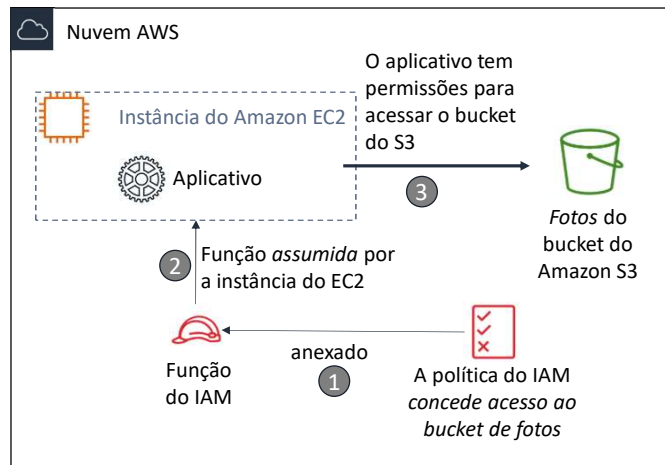 Nuvem AWS
Instância do Amazon EC2
Aplicativo
O aplicativo tem
permissões para
acessar o bucket
do S3
3
Fotos do
bucket do
Amazon S3
2
Função assumida por
a instância do EC2
Função
do IAM
anexado
1
A política do IAM
concede acesso ao
bucket de fotos